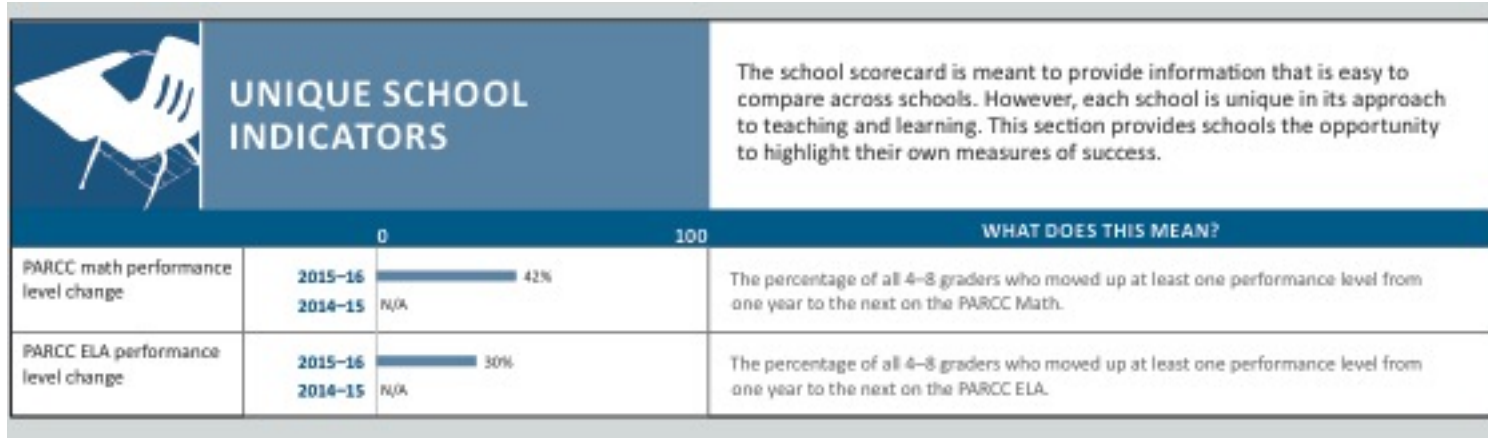 UNIQUE SCHOOL
INDICATORS
The school scorecard is meant to provide information that is easy to
compare across schools. However, each school is unique in its approach
to teaching and learning. This section provides schools the opportunity
to highlight their own measures of success.
0 100 WHAT DOES THIS MEAN?
PARCC math performance
level change
2015–16 42%
2014–15 N/A
The percentage of all 4–8 graders who moved up at least one performance level from
one year to the next on the PARCC Math.
PARCC ELA performance
level change
2015–16 30%
2014–15 N/A
The percentage of all 4–8 graders who moved up at least one performance level from
one year to the next on the PARCC ELA.